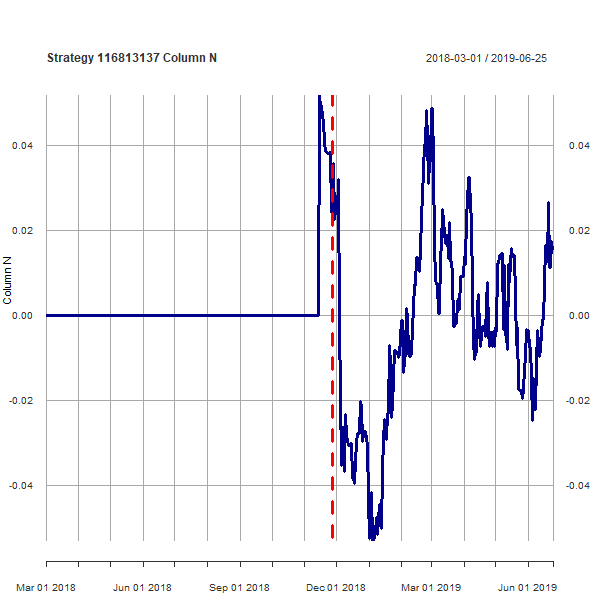 Strategy 116813137 Column N 2018-03-01 / 2019-06-25
0.04 0.04
0.02 0.02
Column N
0.00 0.00
-0.02 -0.02
-0.04 -0.04
Mar 01 2018 Jun 01 2018 Sep 01 2018 Dec 01 2018 Mar 01 2019 Jun 01 2019